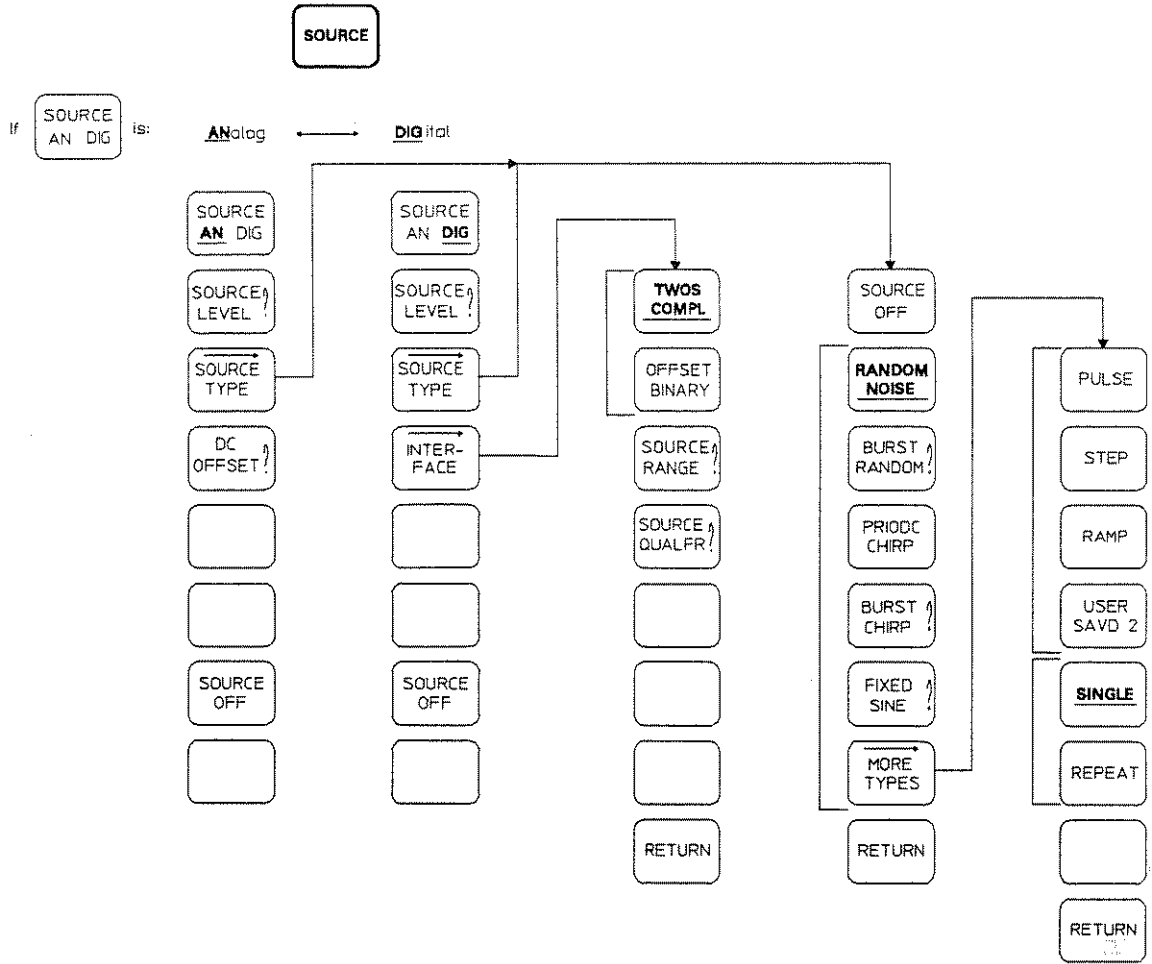 SOURCE
If
SOURCE
AN DIG
is:
ANalog
DIGital
SOURCE
AN DIG
SOURCE
LEVEL?
SOURCE
TYPE
DC
OFFSET?
SOURCE
OFF
SOURCE
AN DIG
SOURCE
LEVEL?
SOURCE
TYPE
INTER-
FACE
SOURCE
OFF
TWOS
COMPL
OFFSET
BINARY
SOURCE
RANGE?
SOURCE
QUALFR?
RETURN
SOURCE
OFF
RANDOM
NOISE
BURST
RANDOM?
PRIODC
CHIRP
BURST
CHIRP?
FIXED
SINE?
MORE
TYPES
RETURN
PULSE
STEP
RAMP
USER
SAVD 2
SINGLE
REPEAT
RETURN